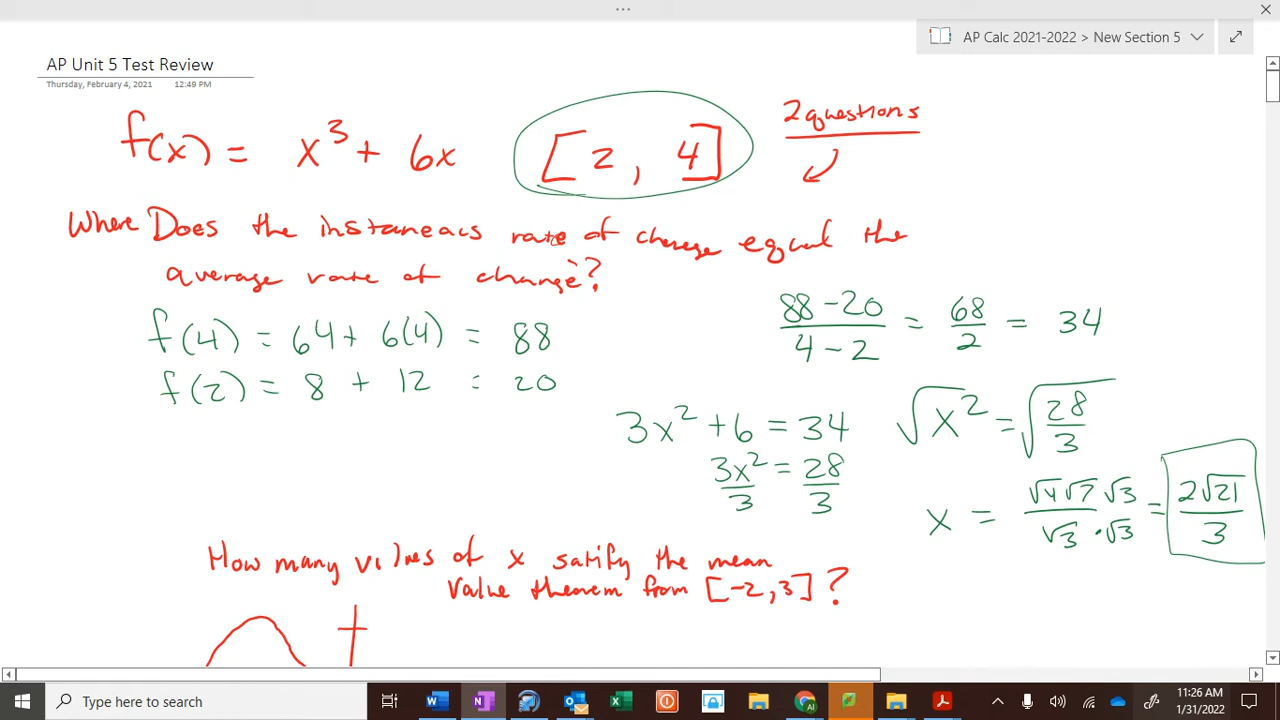 AP Calc 2021-2022 > New Section 5
AP Unit 5 Test Review
Thursday, February 4, 2021 12:49 PM
f(x) = x³ + 6x [2, 4] 2 questions
Where Does the instaneacs rate of change equal the
average rate of change?
f(4) = 64 + 6(4) = 88
f(2) = 8 + 12 = 20
88 - 20 / 4 - 2 = 68 / 2 = 34
3x² + 6 = 34
3x² / 3 = 28 / 3
√x² = √28/3
x = √4√7 √3 / √3 • √3 = 2√21 / 3
How many values of x satify the mean
value theorem from [-2, 3]?
Type here to search
11:26 AM
1/31/2022